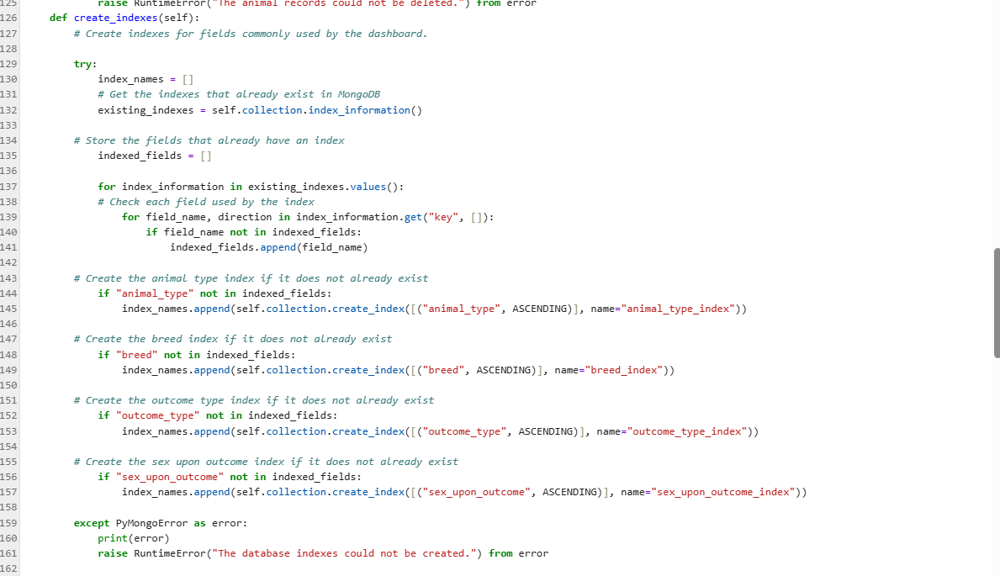 125            raise RuntimeError("The animal records could not be deleted.") from error
126    def create_indexes(self):
127        # Create indexes for fields commonly used by the dashboard.
128
129        try:
130            index_names = []
131            # Get the indexes that already exist in MongoDB
132            existing_indexes = self.collection.index_information()
133
134        # Store the fields that already have an index
135            indexed_fields = []
136
137            for index_information in existing_indexes.values():
138            # Check each field used by the index
139                for field_name, direction in index_information.get("key", []):
140                    if field_name not in indexed_fields:
141                        indexed_fields.append(field_name)
142
143        # Create the animal type index if it does not already exist
144            if "animal_type" not in indexed_fields:
145                index_names.append(self.collection.create_index([("animal_type", ASCENDING)], name="animal_type_index"))
146
147        # Create the breed index if it does not already exist
148            if "breed" not in indexed_fields:
149                index_names.append(self.collection.create_index([("breed", ASCENDING)], name="breed_index"))
150
151        # Create the outcome type index if it does not already exist
152            if "outcome_type" not in indexed_fields:
153                index_names.append(self.collection.create_index([("outcome_type", ASCENDING)], name="outcome_type_index"))
154
155        # Create the sex upon outcome index if it does not already exist
156            if "sex_upon_outcome" not in indexed_fields:
157                index_names.append(self.collection.create_index([("sex_upon_outcome", ASCENDING)], name="sex_upon_outcome_index"))
158
159        except PyMongoError as error:
160            print(error)
161            raise RuntimeError("The database indexes could not be created.") from error
162